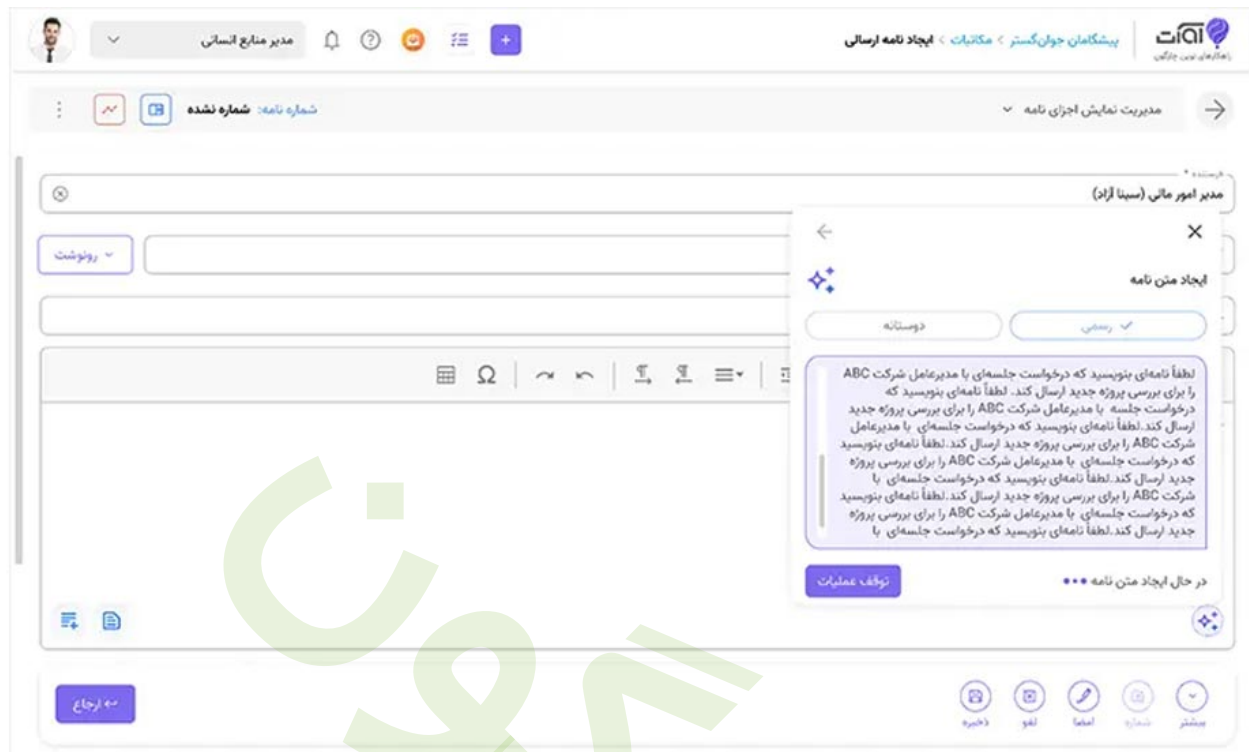 آوات
راهکارهای نوین چارگون
پیشگامان جوان‌گستر > مکاتبات > ایجاد نامه ارسالی
مدیر منابع انسانی
مدیریت نمایش اجزای نامه
شماره نامه: شماره نشده
فرستنده *
مدیر امور مالی (سینا آزاد)
رونوشت
ایجاد متن نامه
رسمی
دوستانه
لطفاً نامه‌ای بنویسید که درخواست جلسه‌ای با مدیرعامل شرکت ABC
را برای بررسی پروژه جدید ارسال کند. لطفاً نامه‌ای بنویسید که
درخواست جلسه با مدیرعامل شرکت ABC را برای بررسی پروژه جدید
ارسال کند.لطفاً نامه‌ای بنویسید که درخواست جلسه‌ای با مدیرعامل
شرکت ABC را برای بررسی پروژه جدید ارسال کند.لطفاً نامه‌ای بنویسید
که درخواست جلسه‌ای با مدیرعامل شرکت ABC را برای بررسی پروژه
جدید ارسال کند.لطفاً نامه‌ای بنویسید که درخواست جلسه‌ای با
شرکت ABC را برای بررسی پروژه جدید ارسال کند.لطفاً نامه‌ای بنویسید
که درخواست جلسه‌ای با مدیرعامل شرکت ABC را برای بررسی پروژه
جدید ارسال کند.لطفاً نامه‌ای بنویسید که درخواست جلسه‌ای با
در حال ایجاد متن نامه
توقف عملیات
بیشتر
شماره
امضا
لغو
ذخیره
ارجاع